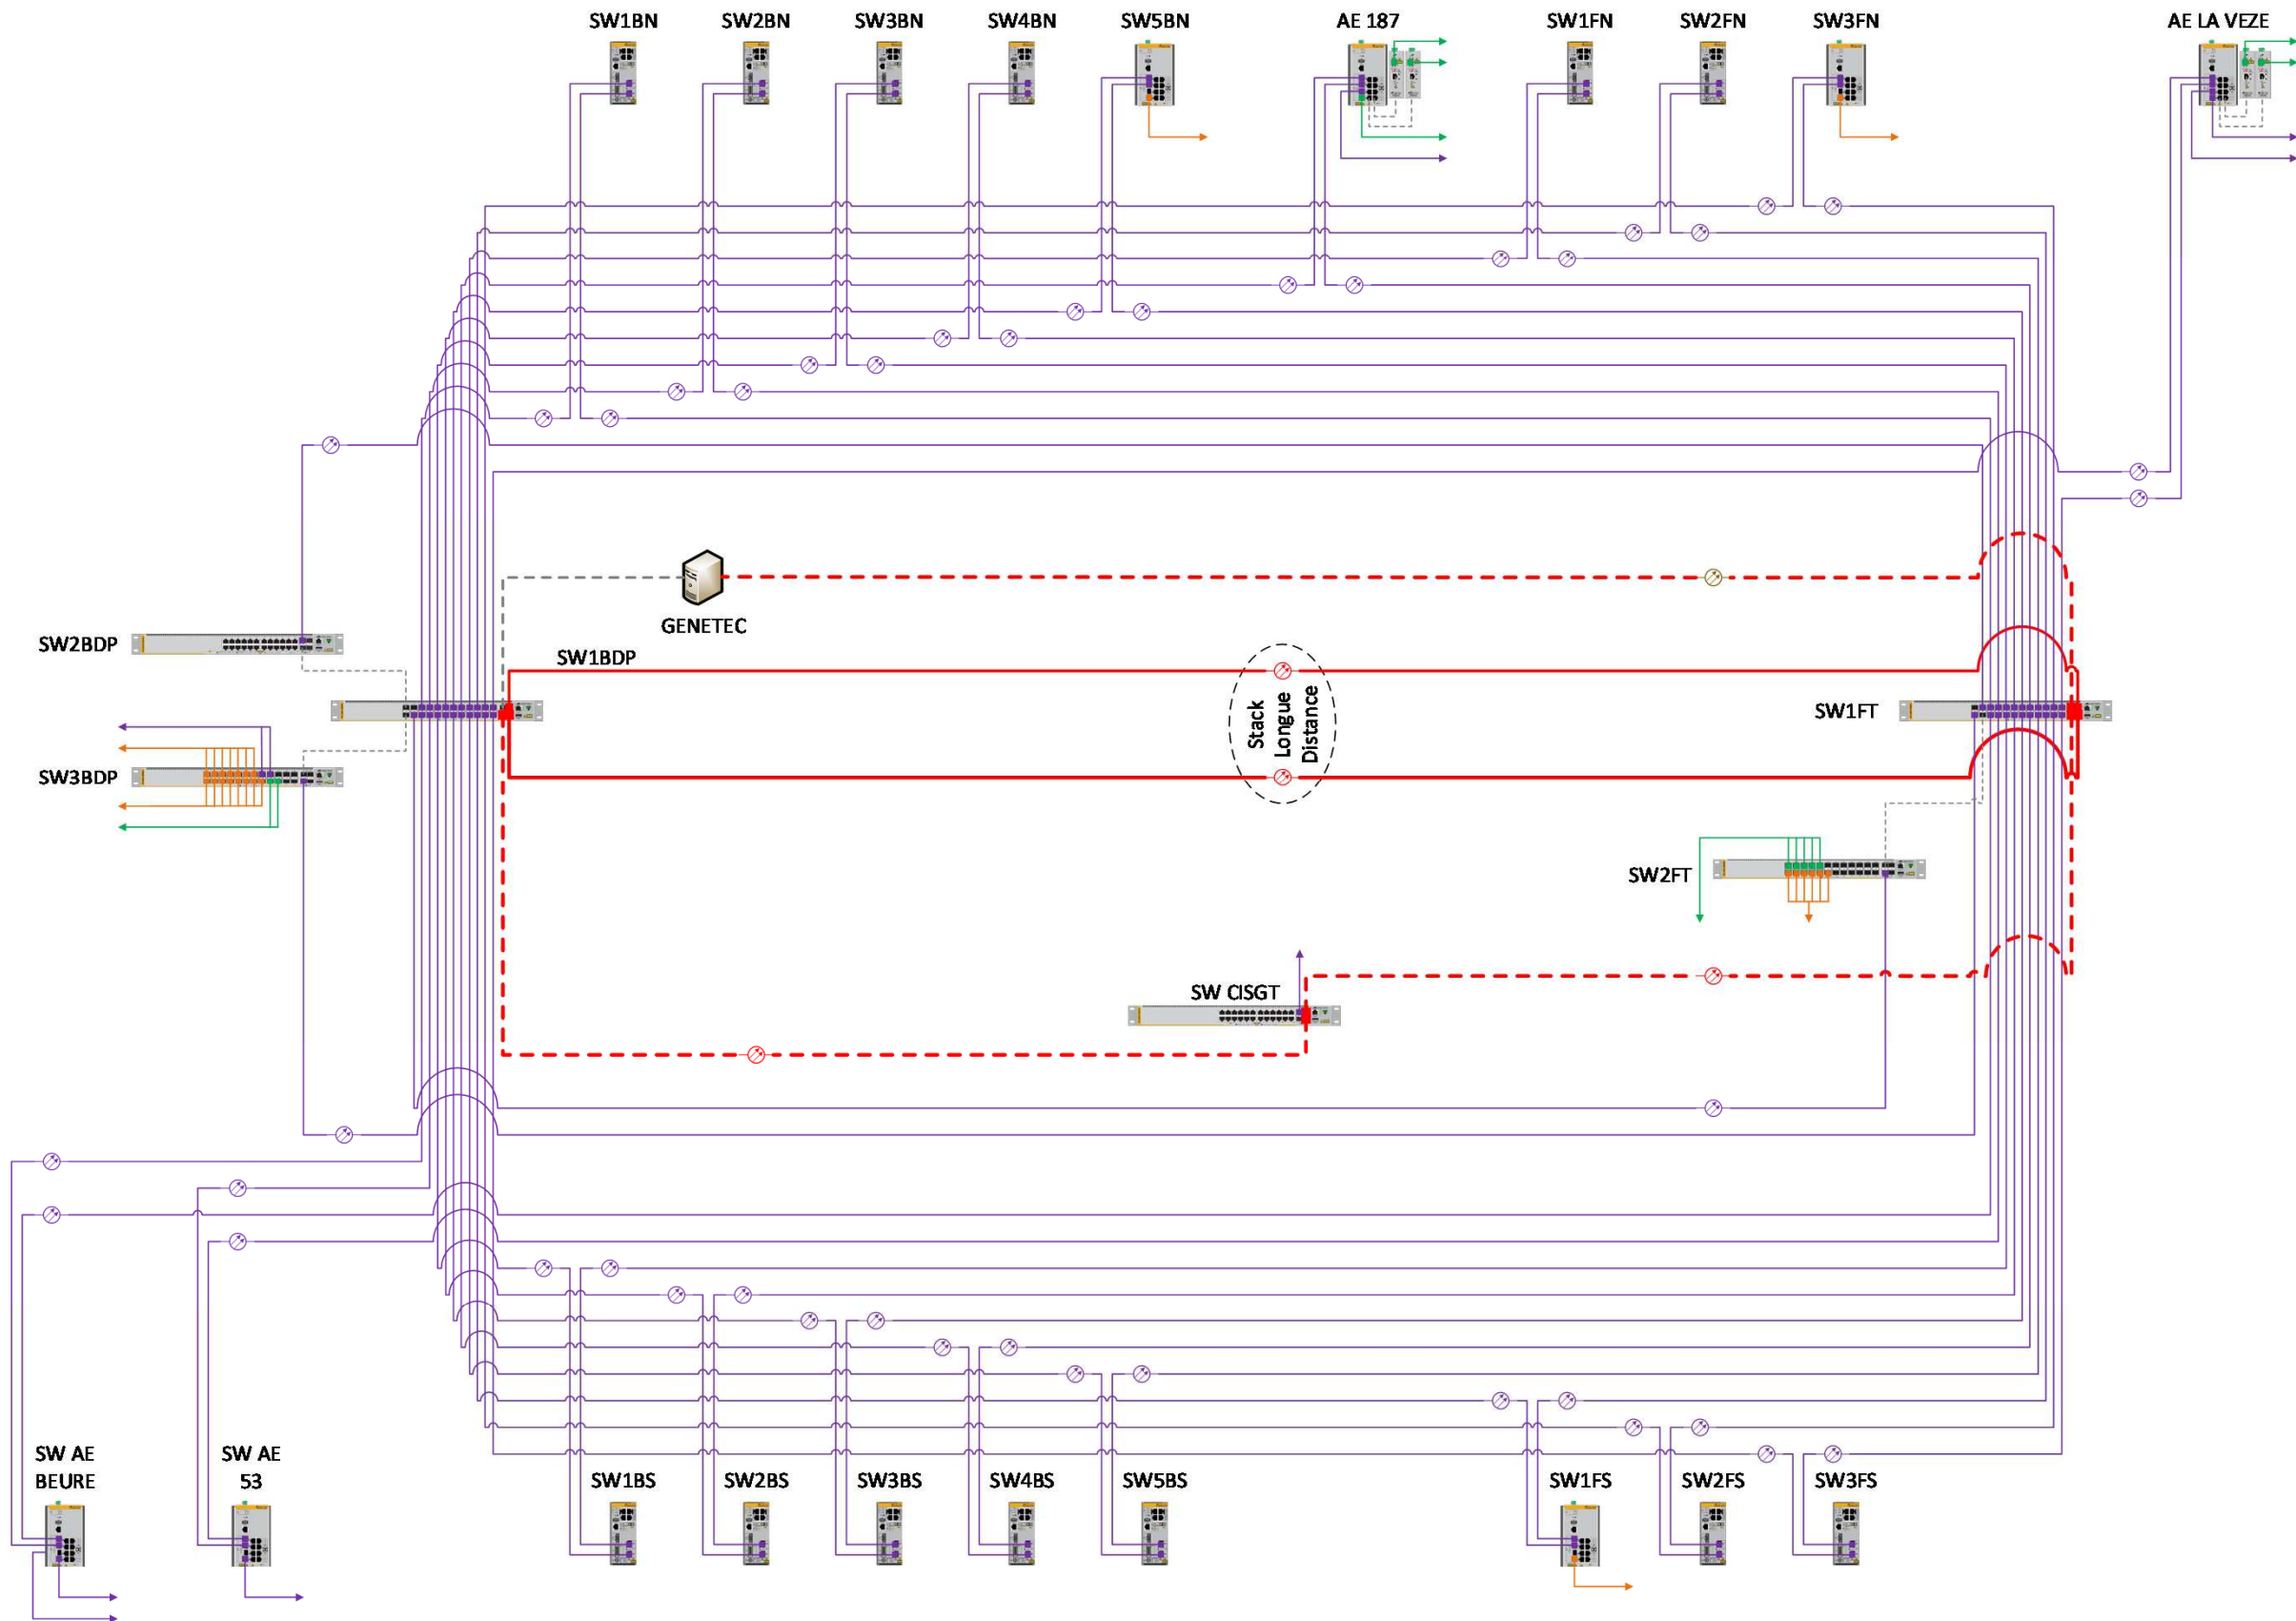 SW1BN
SW2BN
SW3BN
SW4BN
SW5BN
AE 187
SW1FN
SW2FN
SW3FN
AE LA VEZE
GENETEC
SW2BDP
SW1BDP
Stack
Longue
Distance
SW1FT
SW3BDP
SW2FT
SW CISGT
SW AE
BEURE
SW AE
53
SW1BS
SW2BS
SW3BS
SW4BS
SW5BS
SW1FS
SW2FS
SW3FS